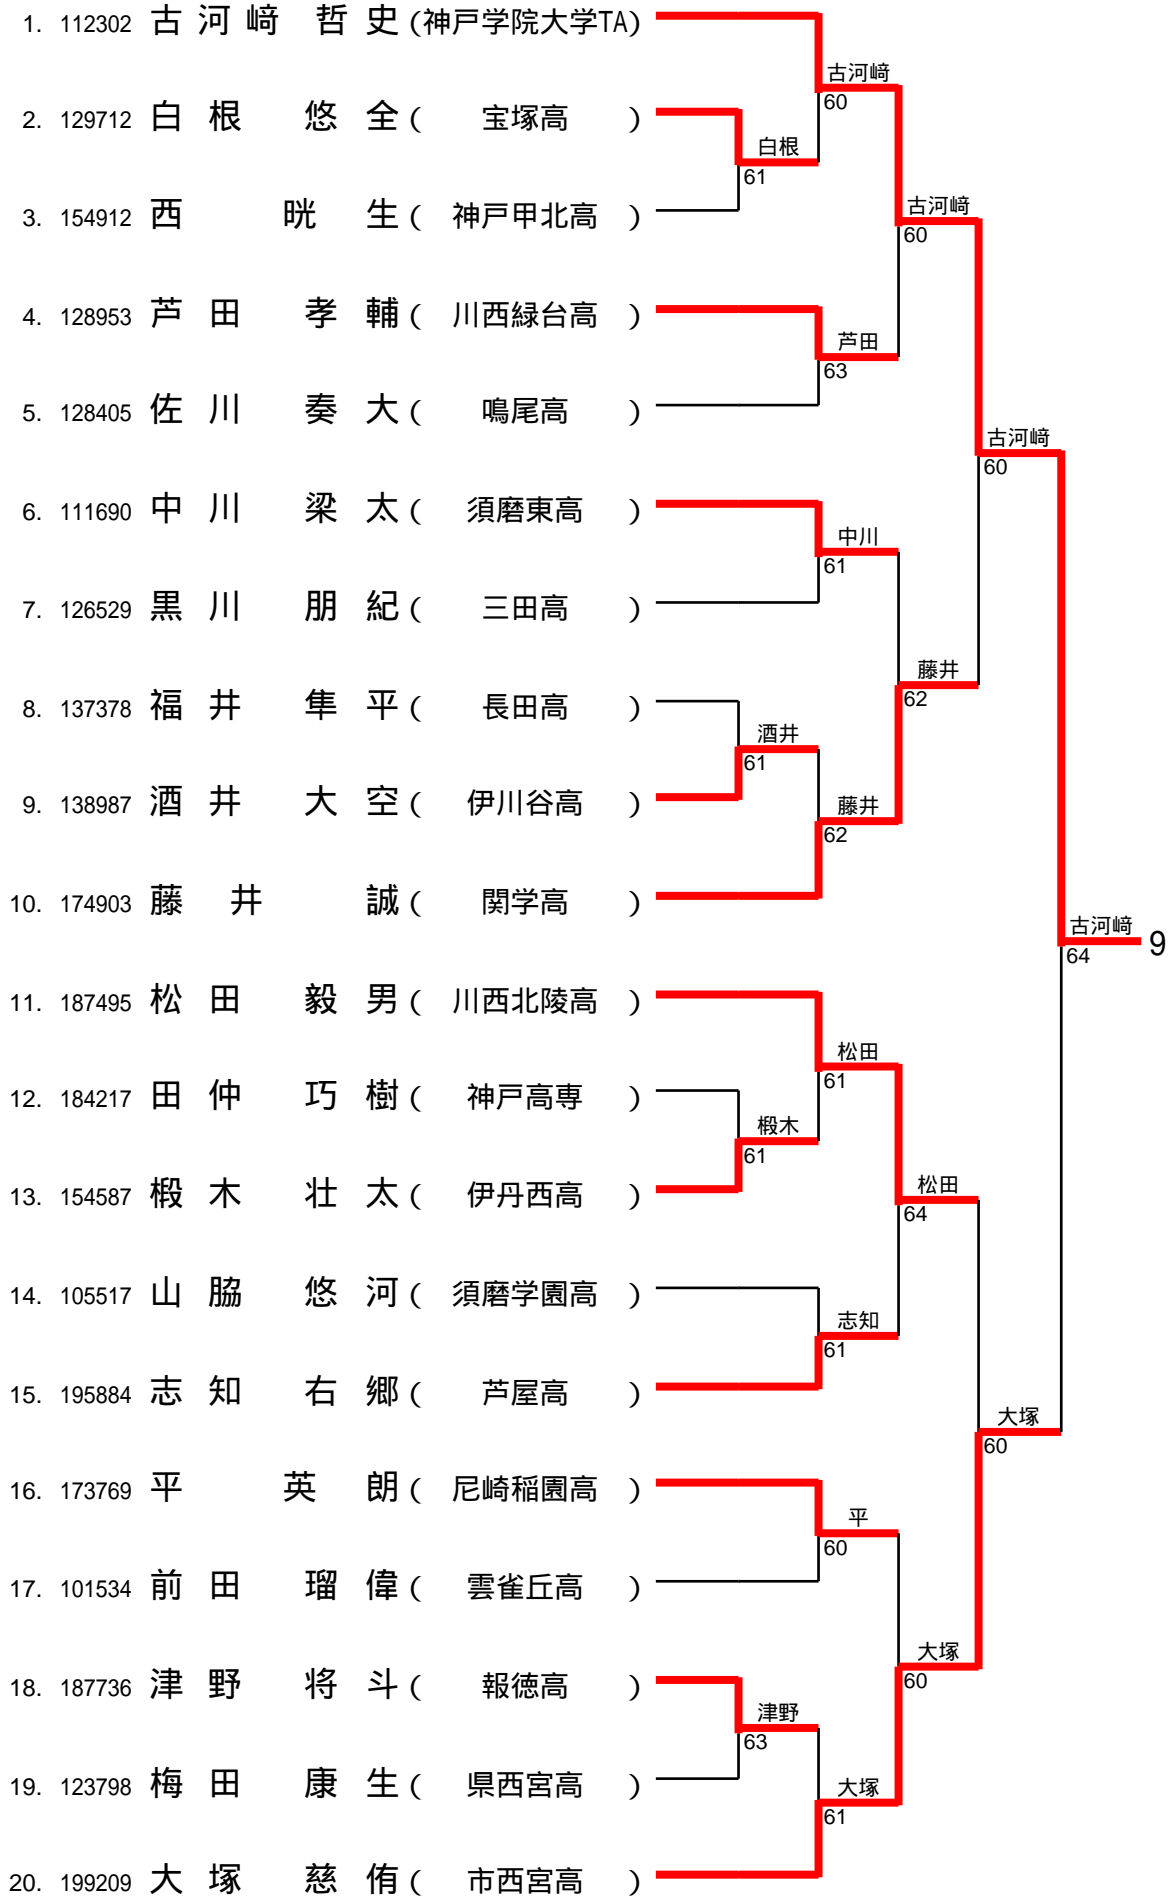 1. 112302 古河﨑 哲史(神戸学院大学TA)
古河﨑
60
2. 129712 白根 悠全( 宝塚高 )
白根
61
3. 154912 西 晄生( 神戸甲北高 )
古河﨑
60
4. 128953 芦田 孝輔( 川西緑台高 )
芦田
63
5. 128405 佐川 奏大( 鳴尾高 )
古河﨑
60
6. 111690 中川 梁太( 須磨東高 )
中川
61
7. 126529 黒川 朋紀( 三田高 )
藤井
62
8. 137378 福井 隼平( 長田高 )
酒井
61
9. 138987 酒井 大空( 伊川谷高 )
藤井
62
10. 174903 藤井 誠( 関学高 )
古河﨑
64
9
11. 187495 松田 毅男( 川西北陵高 )
松田
61
12. 184217 田仲 巧樹( 神戸高専 )
椴木
61
13. 154587 椴木 壮太( 伊丹西高 )
松田
64
14. 105517 山脇 悠河( 須磨学園高 )
志知
61
15. 195884 志知 右郷( 芦屋高 )
大塚
60
16. 173769 平 英朗( 尼崎稲園高 )
平
60
17. 101534 前田 瑠偉( 雲雀丘高 )
大塚
60
18. 187736 津野 将斗( 報徳高 )
津野
63
19. 123798 梅田 康生( 県西宮高 )
大塚
61
20. 199209 大塚 慈侑( 市西宮高 )